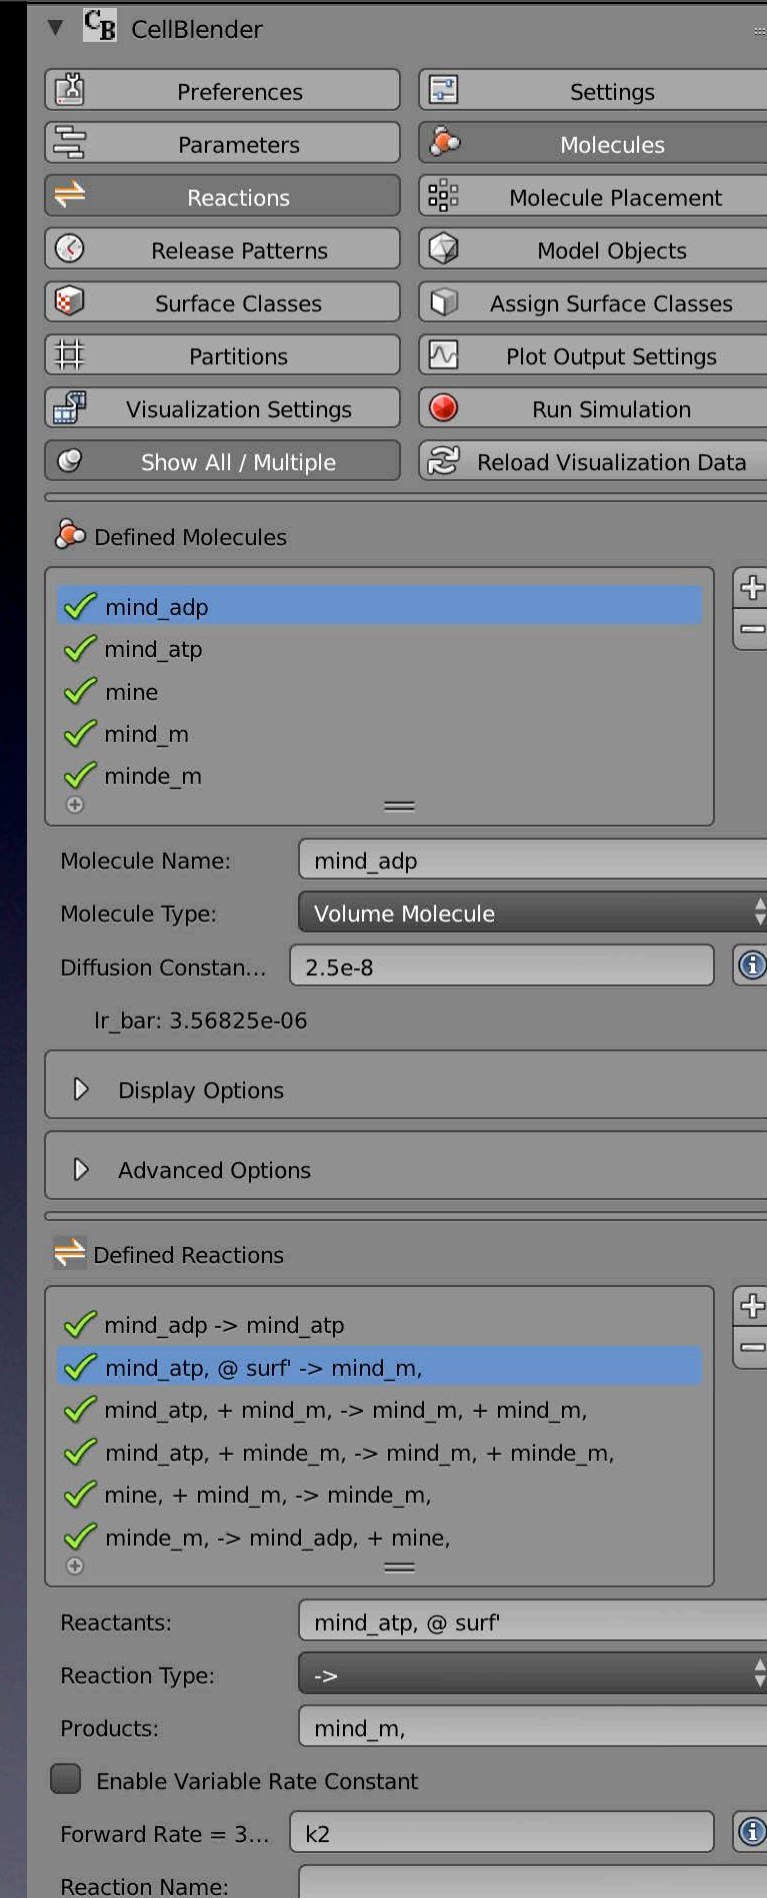 CB CellBlender
Preferences Settings
Parameters Molecules
Reactions Molecule Placement
Release Patterns Model Objects
Surface Classes Assign Surface Classes
Partitions Plot Output Settings
Visualization Settings Run Simulation
Show All / Multiple Reload Visualization Data
Defined Molecules
mind_adp
mind_atp
mine
mind_m
minde_m
Molecule Name: mind_adp
Molecule Type: Volume Molecule
Diffusion Constan... 2.5e-8
lr_bar: 3.56825e-06
Display Options
Advanced Options
Defined Reactions
mind_adp -> mind_atp
mind_atp, @ surf' -> mind_m,
mind_atp, + mind_m, -> mind_m, + mind_m,
mind_atp, + minde_m, -> mind_m, + minde_m,
mine, + mind_m, -> minde_m,
minde_m, -> mind_adp, + mine,
Reactants: mind_atp, @ surf'
Reaction Type: ->
Products: mind_m,
Enable Variable Rate Constant
Forward Rate = 3... k2
Reaction Name: